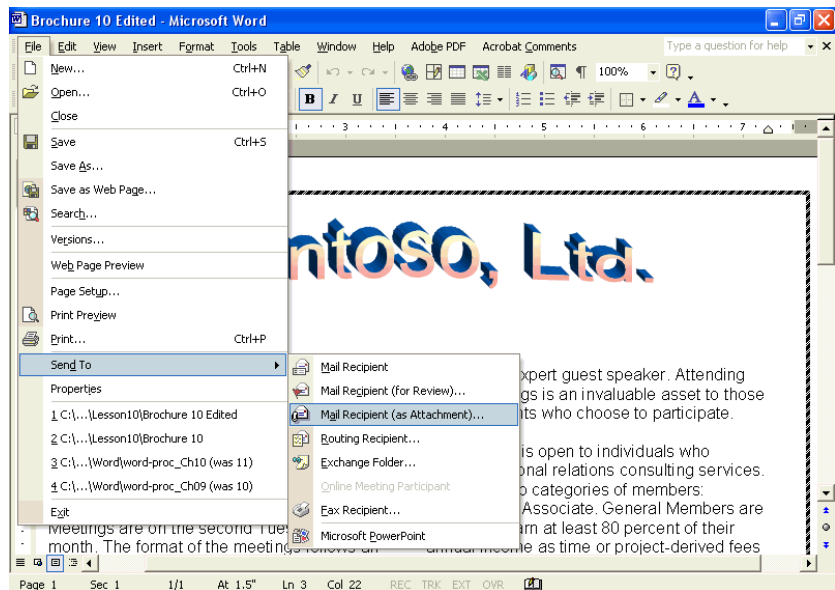 Brochure 10 Edited - Microsoft Word
File Edit View Insert Format Tools Table Window Help Adobe PDF Acrobat Comments Type a question for help
New... Ctrl+N
100%
Open... Ctrl+O
B I U
Close
3 4 5 6 7
Save Ctrl+S
Save As...
Save as Web Page...
Search...
Versions...
Web Page Preview
Page Setup...
Print Preview
Print... Ctrl+P
Send To
Properties
1 C:\...\Lesson10\Brochure 10 Edited
2 C:\...\Lesson10\Brochure 10
3 C:\...\Word\word-proc_Ch10 (was 11)
4 C:\...\Word\word-proc_Ch09 (was 10)
Exit
Mail Recipient
Mail Recipient (for Review)...
Mail Recipient (as Attachment)...
Routing Recipient...
Exchange Folder...
Online Meeting Participant
Fax Recipient...
Microsoft PowerPoint
ntoso, Ltd.
xpert guest speaker. Attending
gs is an invaluable asset to those
ts who choose to participate.
is open to individuals who
onal relations consulting services.
o categories of members:
Associate. General Members are
arn at least 80 percent of their
annual income as time or project-derived fees
Meetings are on the second Tues
month. The format of the meetings follows an
Page 1 Sec 1 1/1 At 1.5" Ln 3 Col 22 REC TRK EXT OVR